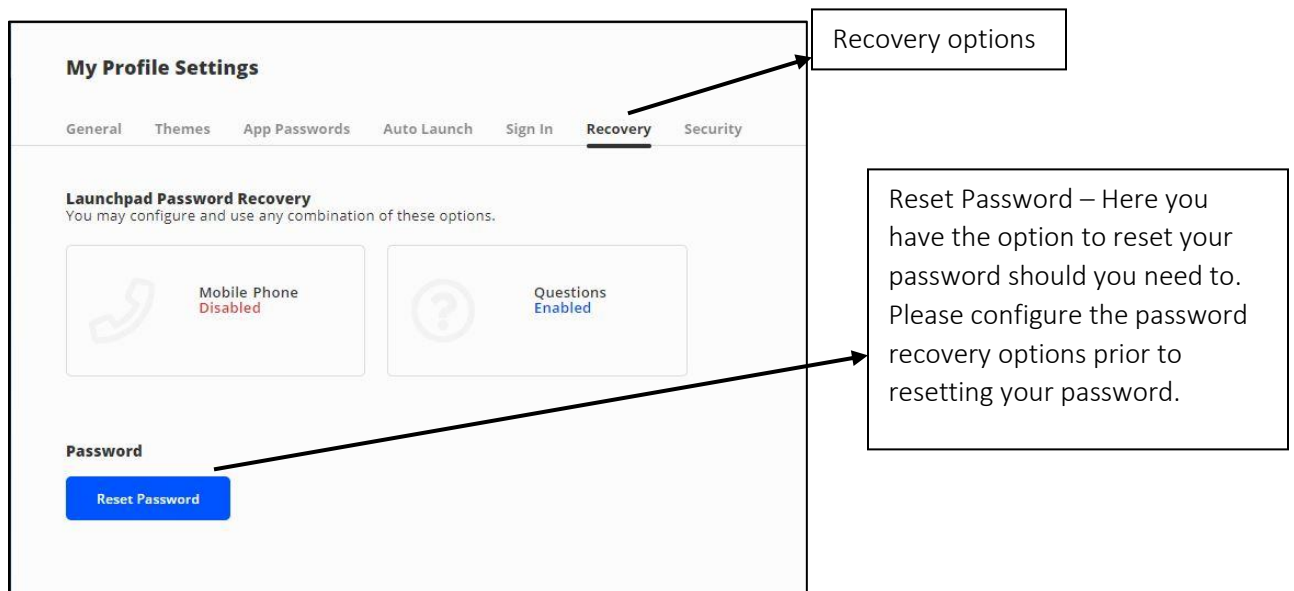 Recovery options
My Profile Settings
General Themes App Passwords Auto Launch Sign In Recovery Security
Launchpad Password Recovery
You may configure and use any combination of these options.
Mobile Phone
Disabled
Questions
Enabled
Password
Reset Password
Reset Password – Here you
have the option to reset your
password should you need to.
Please configure the password
recovery options prior to
resetting your password.